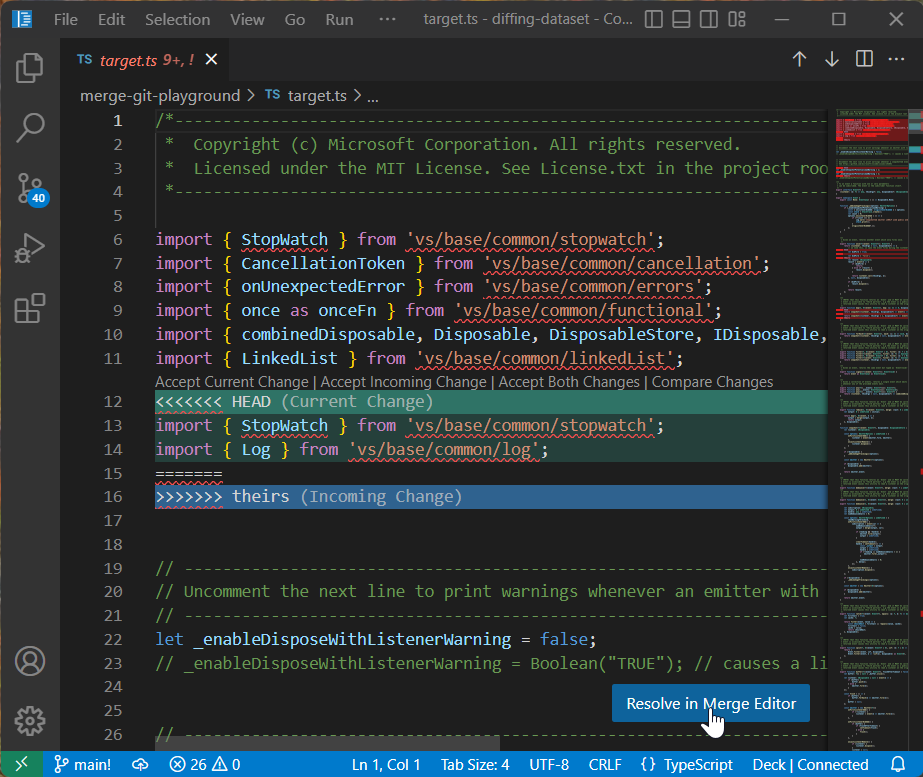 File Edit Selection View Go Run ··· target.ts - diffing-dataset - Co...
TS target.ts 9+, !
merge-git-playground > TS target.ts > ...
1 /*---------------------------------------------------------------------
2  *  Copyright (c) Microsoft Corporation. All rights reserved.
3  *  Licensed under the MIT License. See License.txt in the project roo
4  *---------------------------------------------------------------------
5
6 import { StopWatch } from 'vs/base/common/stopwatch';
7 import { CancellationToken } from 'vs/base/common/cancellation';
8 import { onUnexpectedError } from 'vs/base/common/errors';
9 import { once as onceFn } from 'vs/base/common/functional';
10 import { combinedDisposable, Disposable, DisposableStore, IDisposable,
11 import { LinkedList } from 'vs/base/common/linkedList';
Accept Current Change | Accept Incoming Change | Accept Both Changes | Compare Changes
12 <<<<<<< HEAD (Current Change)
13 import { StopWatch } from 'vs/base/common/stopwatch';
14 import { Log } from 'vs/base/common/log';
15 =======
16 >>>>>>> theirs (Incoming Change)
17
18
19 // -------------------------------------------------------------------
20 // Uncomment the next line to print warnings whenever an emitter with
21 // -------------------------------------------------------------------
22 let _enableDisposeWithListenerWarning = false;
23 // _enableDisposeWithListenerWarning = Boolean("TRUE"); // causes a li
24
25
26 // -------------------------------------------------------------------
40
Resolve in Merge Editor
main! 26 0 Ln 1, Col 1 Tab Size: 4 UTF-8 CRLF {} TypeScript Deck | Connected